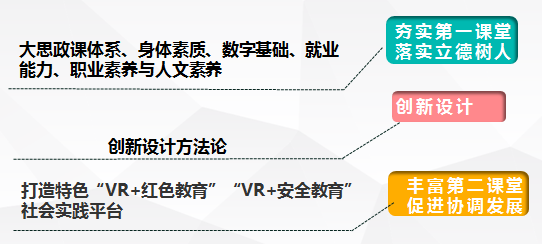 夯实第一课堂
落实立德树人
大思政课体系、身体素质、数字基础、就业
能力、职业素养与人文素养
创新设计
创新设计方法论
丰富第二课堂
促进协调发展
打造特色“VR+红色教育”“VR+安全教育”
社会实践平台